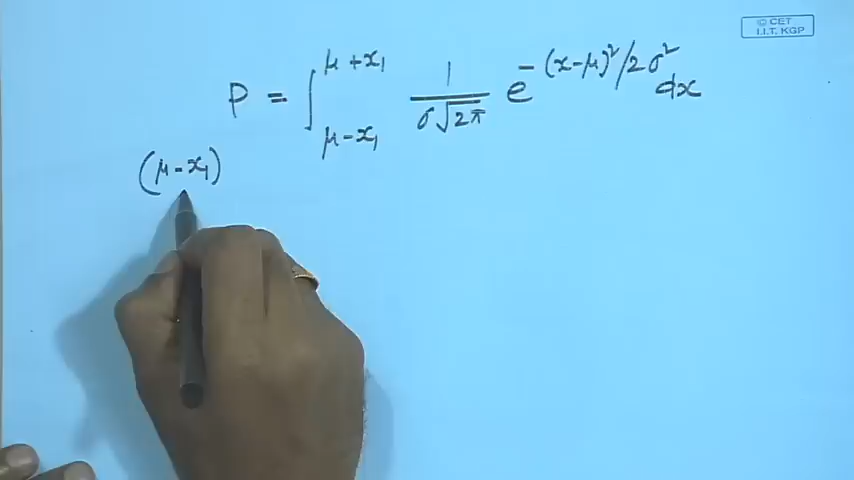 © CET
I.I.T. KGP
P = ∫_{μ-x₁}^{μ+x₁} 1/(σ√2π) e^{-(x-μ)²/2σ²} dx
(μ-x₁)